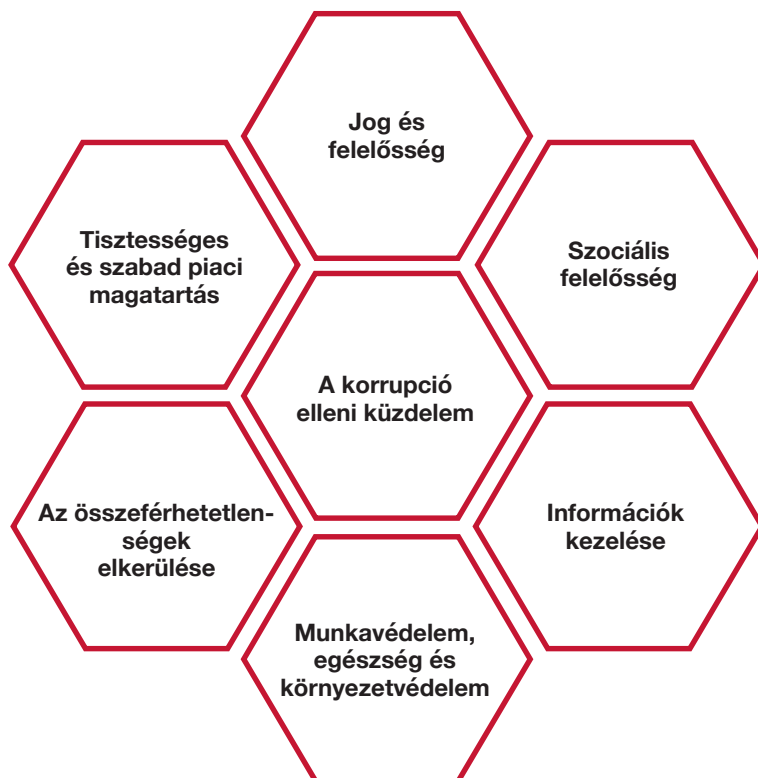 Jog és
felelősség
Tisztességes
és szabad piaci
magatartás
Szociális
felelősség
A korrupció
elleni küzdelem
Az összeférhetetlen-
ségek
elkerülése
Információk
kezelése
Munkavédelem,
egészség és
környezetvédelem